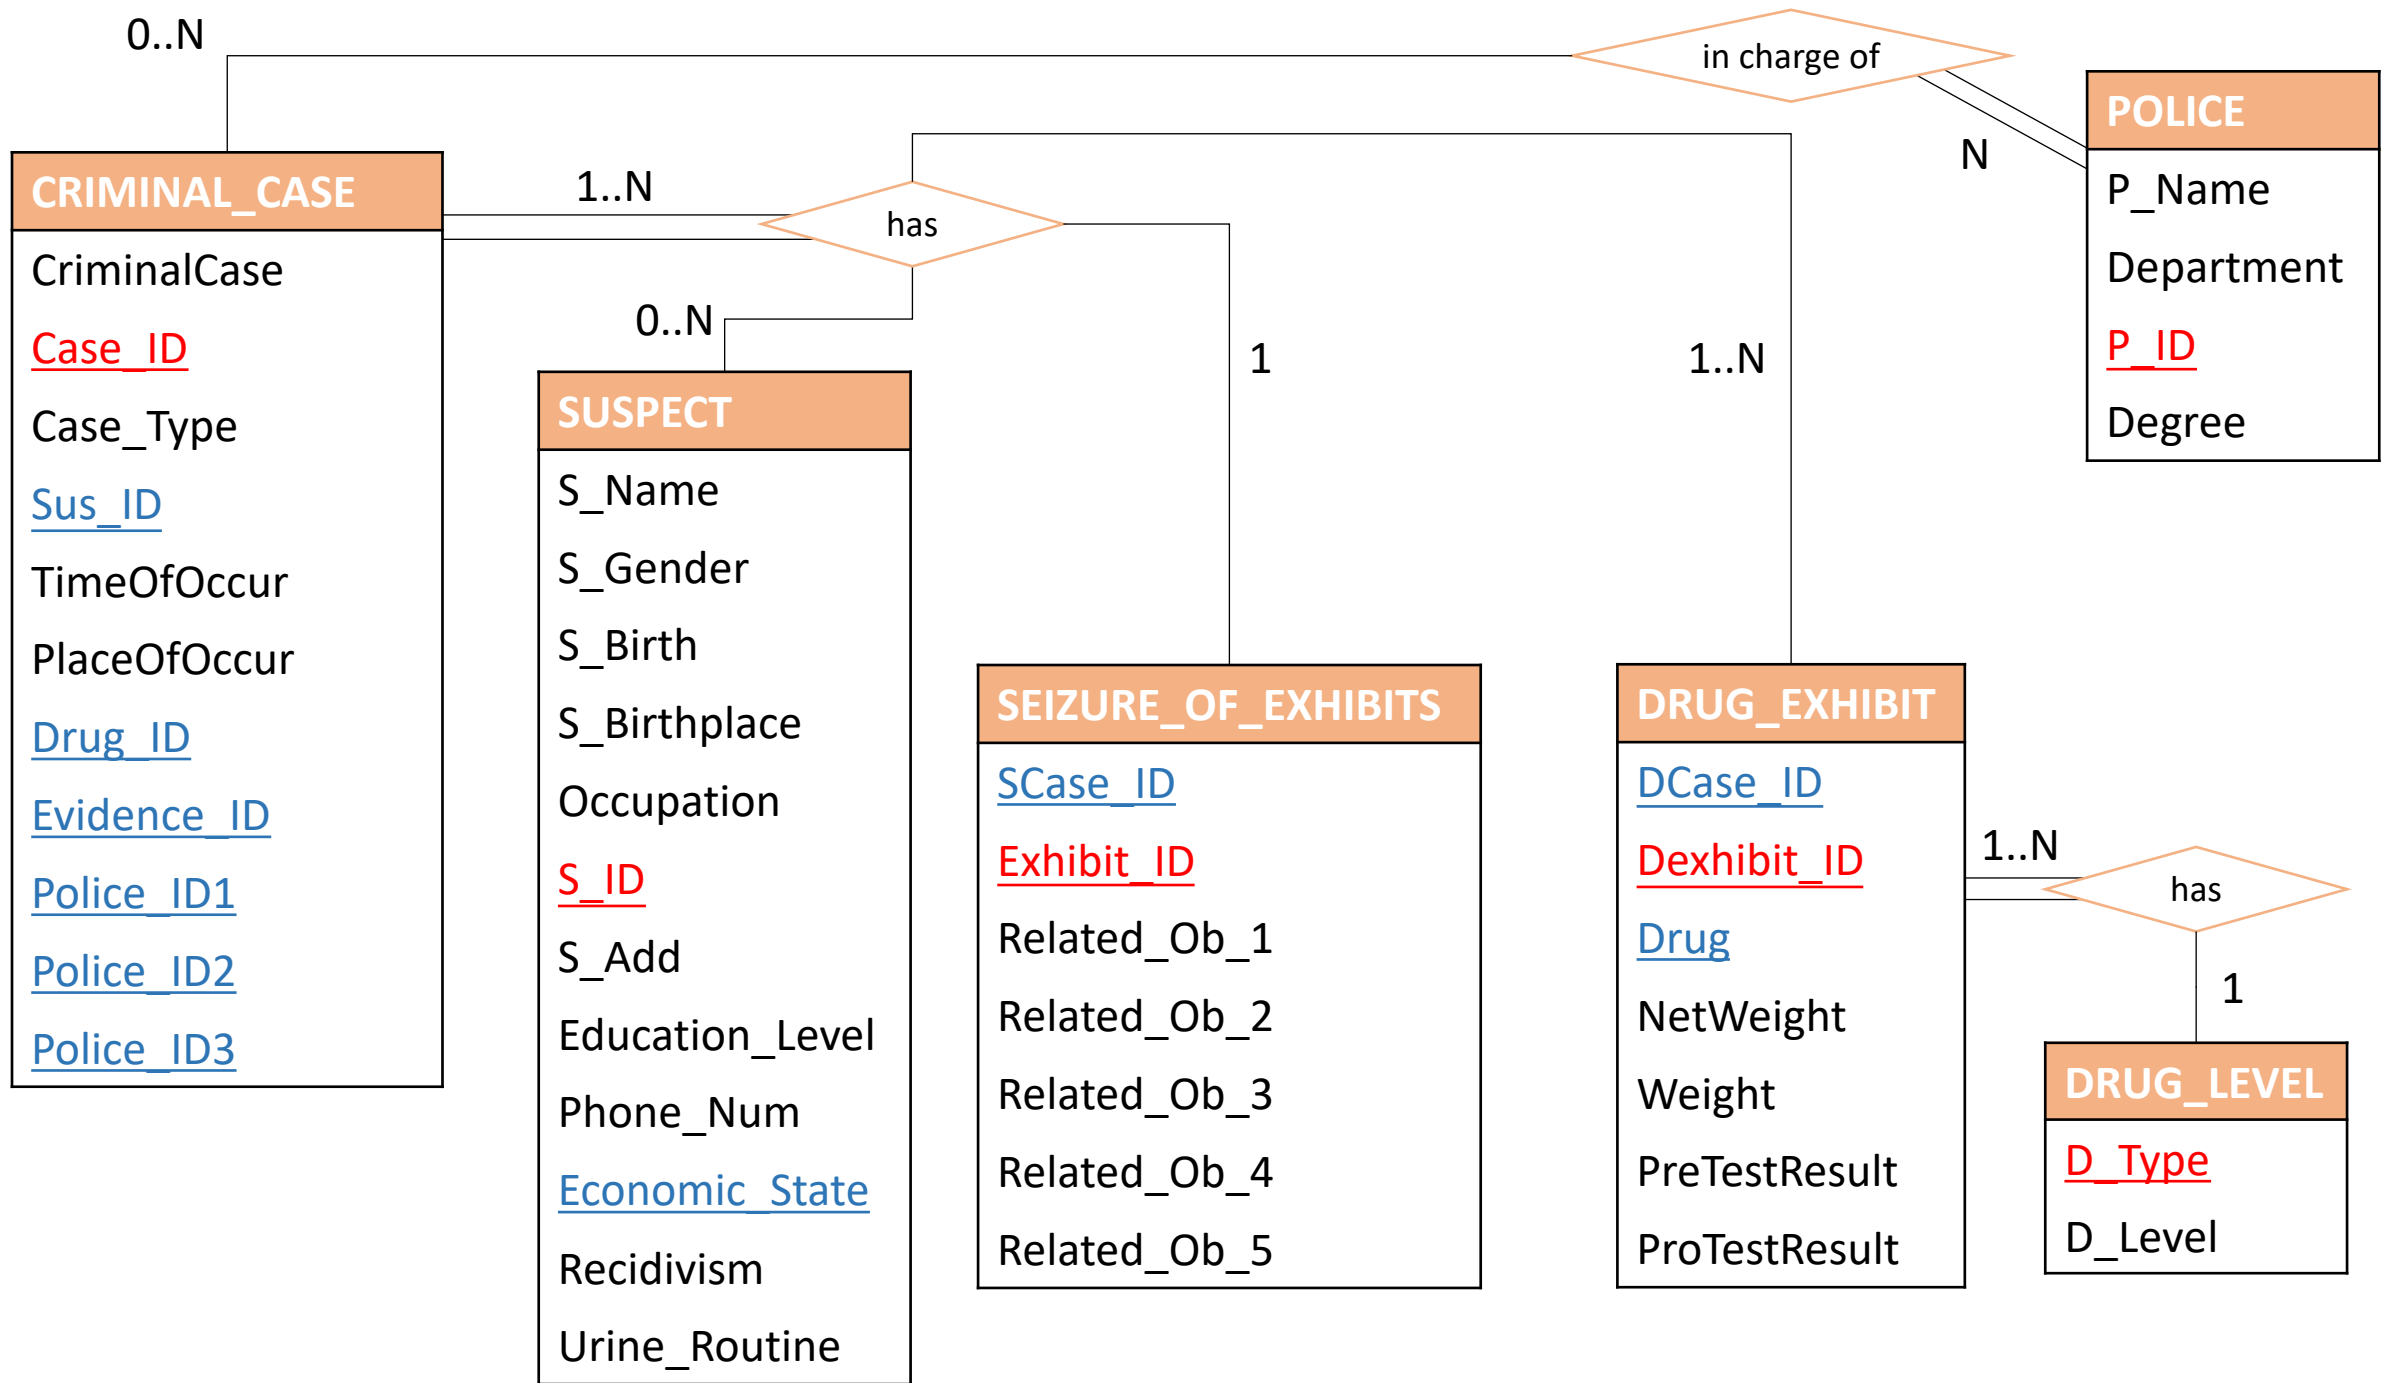 0..N
in charge of
N
POLICE
P_Name
Department
P_ID
Degree
CRIMINAL_CASE
CriminalCase
Case_ID
Case_Type
Sus_ID
TimeOfOccur
PlaceOfOccur
Drug_ID
Evidence_ID
Police_ID1
Police_ID2
Police_ID3
1..N
has
0..N
1
1..N
SUSPECT
S_Name
S_Gender
S_Birth
S_Birthplace
Occupation
S_ID
S_Add
Education_Level
Phone_Num
Economic_State
Recidivism
Urine_Routine
SEIZURE_OF_EXHIBITS
SCase_ID
Exhibit_ID
Related_Ob_1
Related_Ob_2
Related_Ob_3
Related_Ob_4
Related_Ob_5
DRUG_EXHIBIT
DCase_ID
Dexhibit_ID
Drug
NetWeight
Weight
PreTestResult
ProTestResult
1..N
has
1
DRUG_LEVEL
D_Type
D_Level